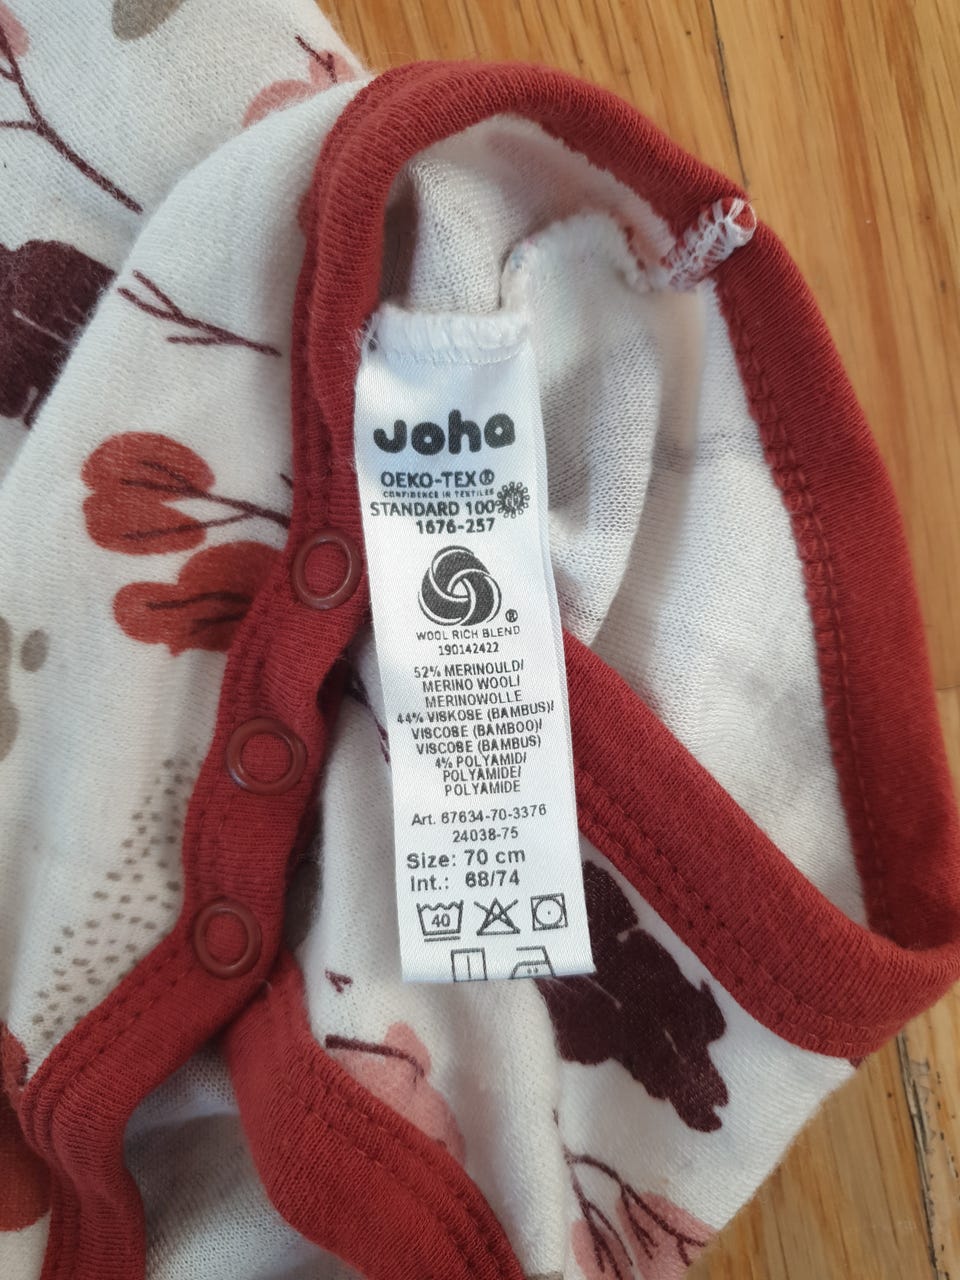 Joha
OEKO-TEX®
CONFIDENCE IN TEXTILES
STANDARD 100
1676-257
®
WOOL RICH BLEND
190142422
52% MERINOULD/
MERINO WOOL/
MERINOWOLLE
44% VISKOSE (BAMBUS)/
VISCOSE (BAMBOO)/
VISCOSE (BAMBUS)
4% POLYAMID/
POLYAMIDE/
POLYAMIDE
Art. 67634-70-3376
24038-75
Size: 70 cm
Int.: 68/74
40